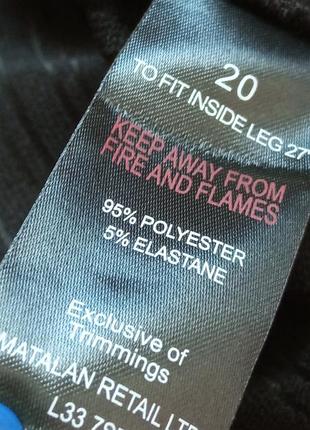 20
TO FIT INSIDE LEG 27
KEEP AWAY FROM
FIRE AND FLAMES
95% POLYESTER
5% ELASTANE
Exclusive of
Trimmings
MATALAN RETAIL LTD
L33